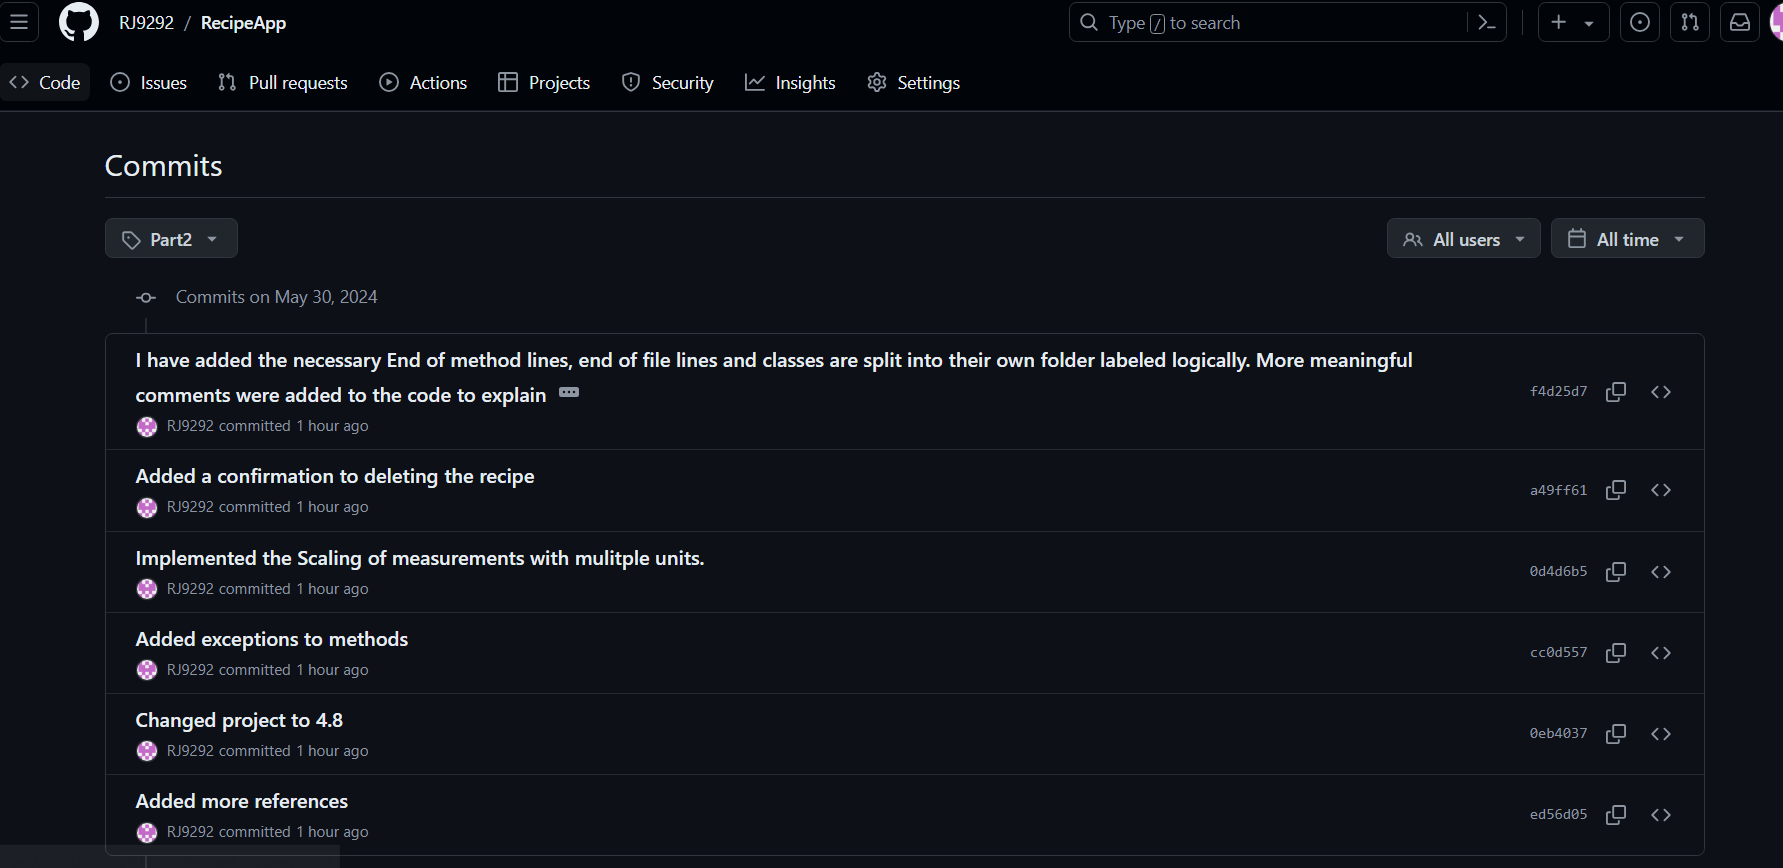 RJ9292 / RecipeApp
Type / to search
Code Issues Pull requests Actions Projects Security Insights Settings
Commits
Part2
All users
All time
Commits on May 30, 2024
I have added the necessary End of method lines, end of file lines and classes are split into their own folder labeled logically. More meaningful
comments were added to the code to explain
f4d25d7
RJ9292 committed 1 hour ago
Added a confirmation to deleting the recipe
a49ff61
RJ9292 committed 1 hour ago
Implemented the Scaling of measurements with mulitple units.
0d4d6b5
RJ9292 committed 1 hour ago
Added exceptions to methods
cc0d557
RJ9292 committed 1 hour ago
Changed project to 4.8
0eb4037
RJ9292 committed 1 hour ago
Added more references
ed56d05
RJ9292 committed 1 hour ago